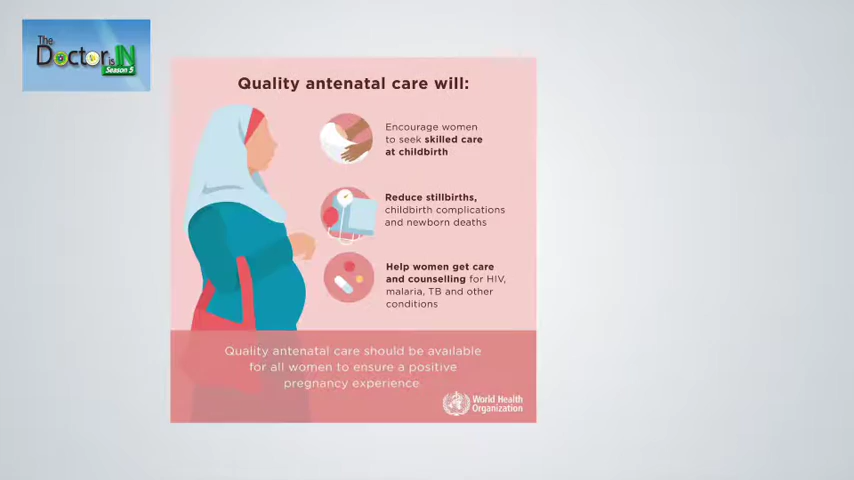 The
Doctor is IN
Season 5
Quality antenatal care will:
Encourage women
to seek skilled care
at childbirth
Reduce stillbirths,
childbirth complications
and newborn deaths
Help women get care
and counselling for HIV,
malaria, TB and other
conditions
Quality antenatal care should be available
for all women to ensure a positive
pregnancy experience
World Health
Organization